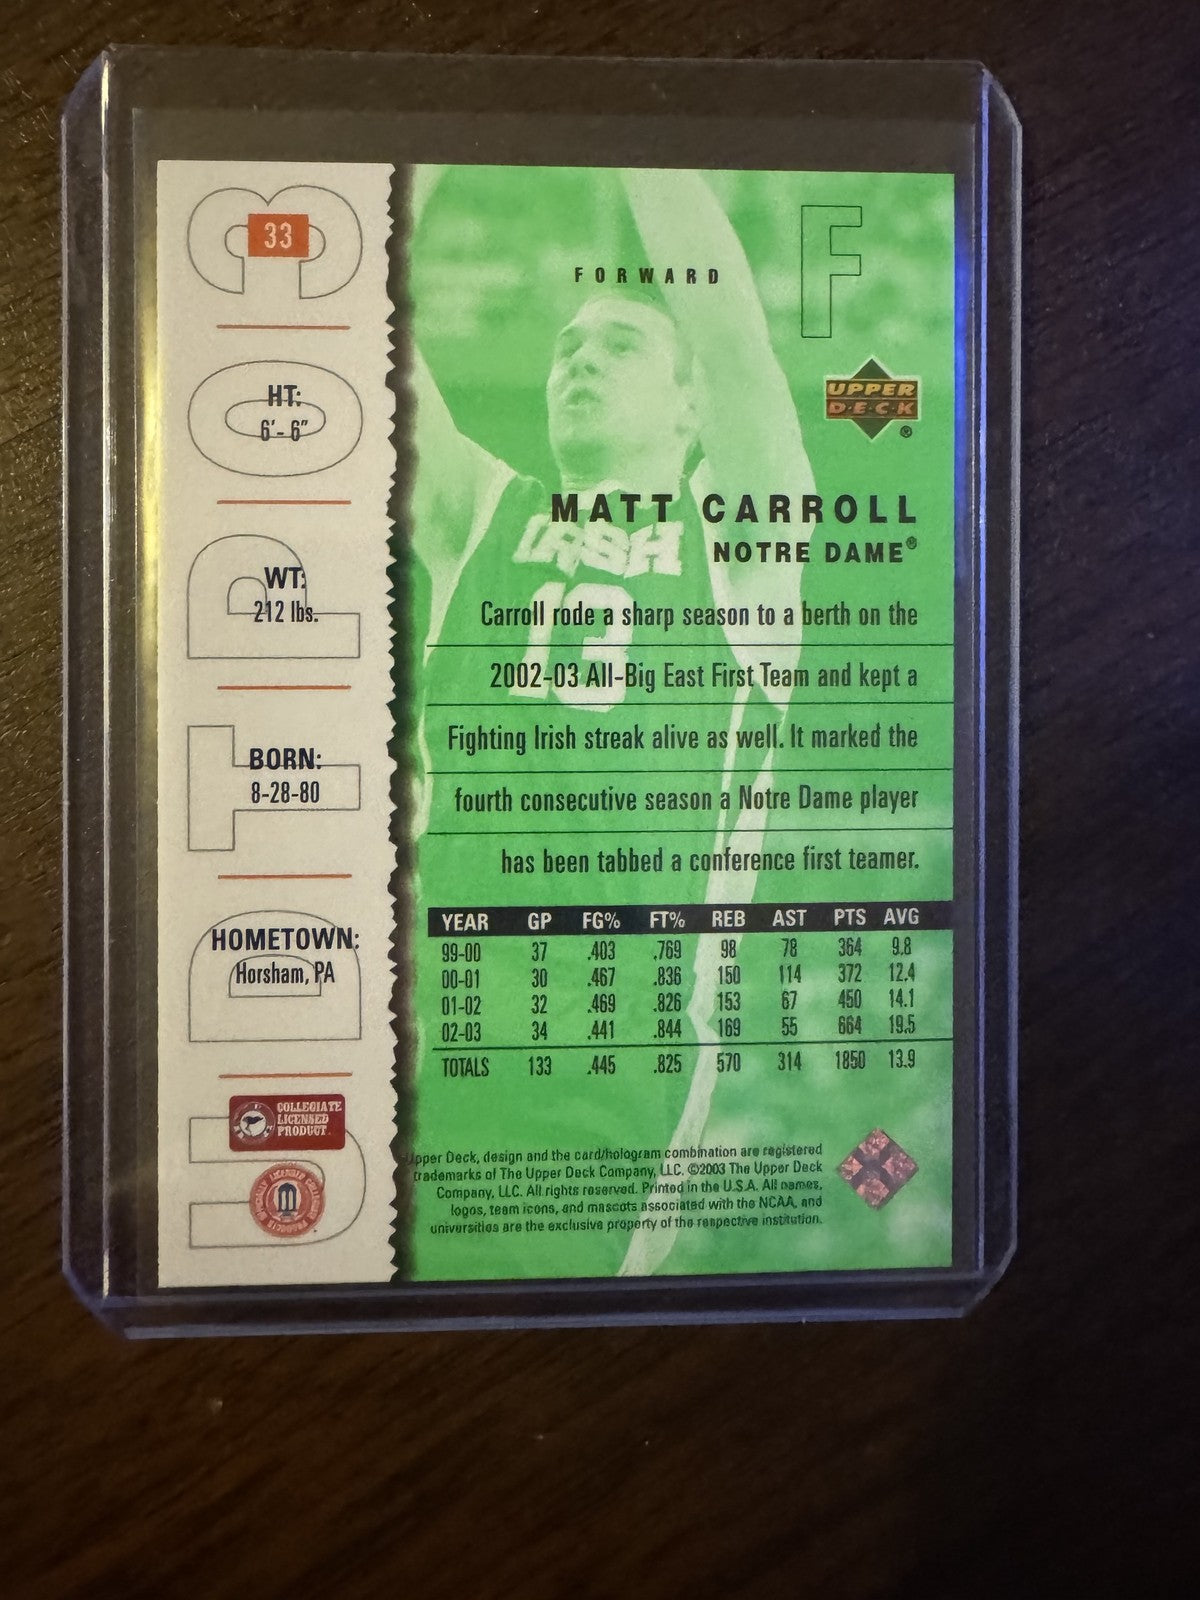 33
UD TP 03
HT:
6'- 6"
WT:
212 lbs.
BORN:
8-28-80
HOMETOWN:
Horsham, PA
COLLEGIATE
LICENSED
PRODUCT
FORWARD
F
UPPER
D·E·C·K
®
MATT CARROLL
NOTRE DAME®
IRISH
13
Carroll rode a sharp season to a berth on the
2002-03 All-Big East First Team and kept a
Fighting Irish streak alive as well. It marked the
fourth consecutive season a Notre Dame player
has been tabbed a conference first teamer.
YEAR GP FG% FT% REB AST PTS AVG
99-00 37 .403 .769 98 78 364 9.8
00-01 30 .467 .836 150 114 372 12.4
01-02 32 .469 .826 153 67 450 14.1
02-03 34 .441 .844 169 55 664 19.5
TOTALS 133 .445 .825 570 314 1850 13.9
Upper Deck, design and the card/hologram combination are registered
trademarks of The Upper Deck Company, LLC. ©2003 The Upper Deck
Company, LLC. All rights reserved. Printed in the U.S.A. All names,
logos, team icons, and mascots associated with the NCAA, and
universities are the exclusive property of the respective institution.